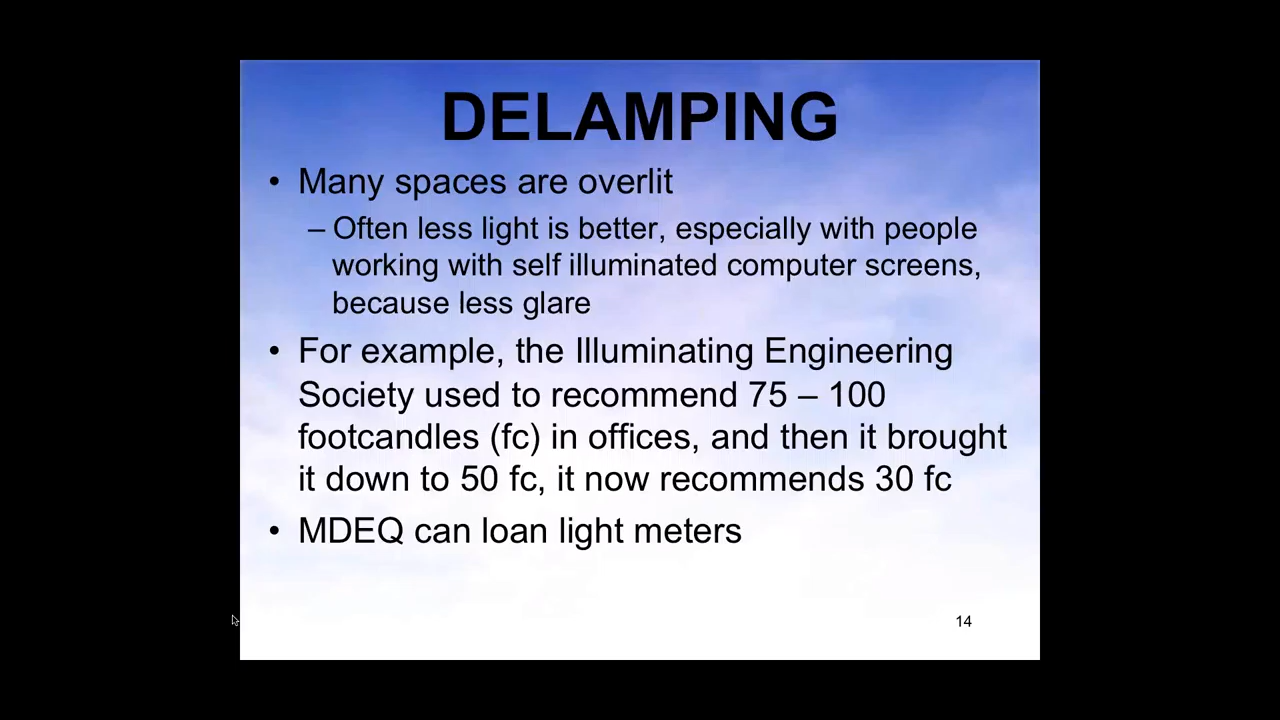 DELAMPING
• Many spaces are overlit
– Often less light is better, especially with people
working with self illuminated computer screens,
because less glare
• For example, the Illuminating Engineering
Society used to recommend 75 – 100
footcandles (fc) in offices, and then it brought
it down to 50 fc, it now recommends 30 fc
• MDEQ can loan light meters
14